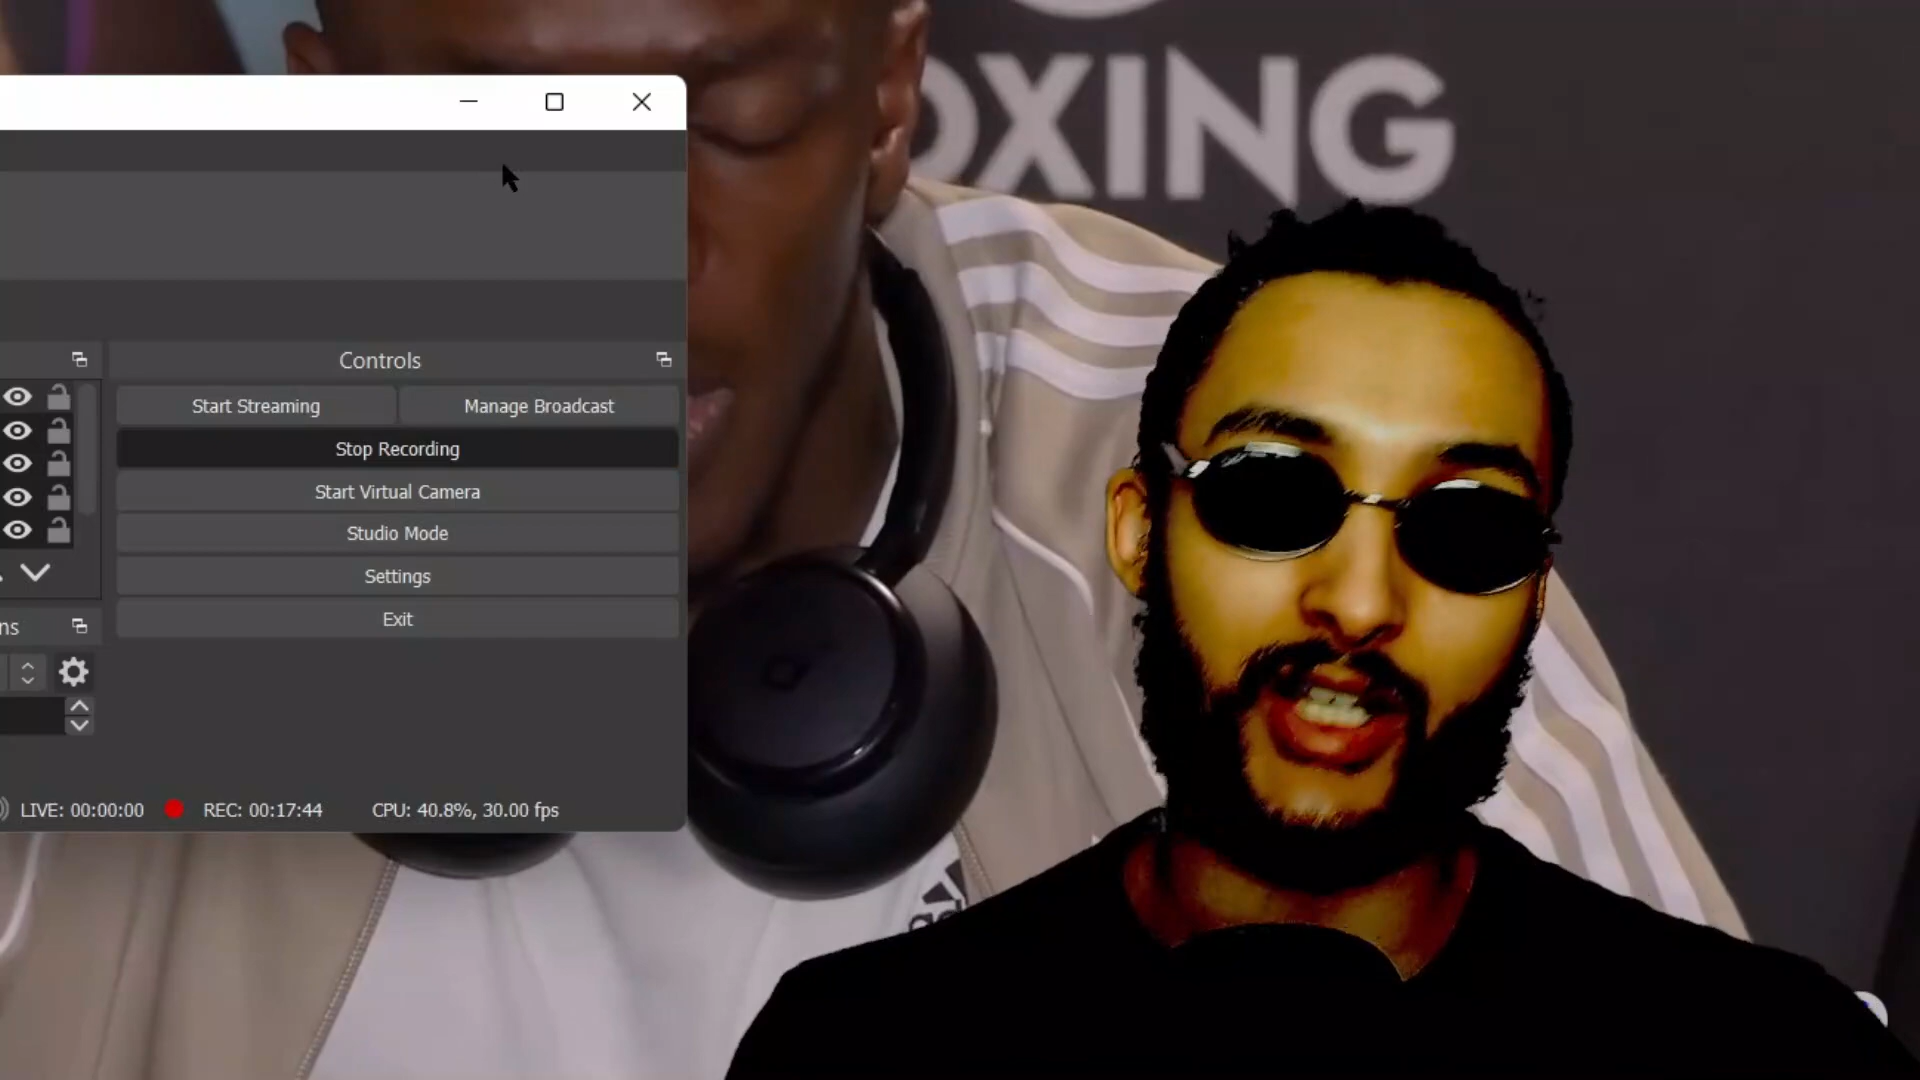 OXING
Controls
Start Streaming
Manage Broadcast
Stop Recording
Start Virtual Camera
Studio Mode
Settings
Exit
ns
LIVE: 00:00:00
REC: 00:17:44
CPU: 40.8%, 30.00 fps
ad